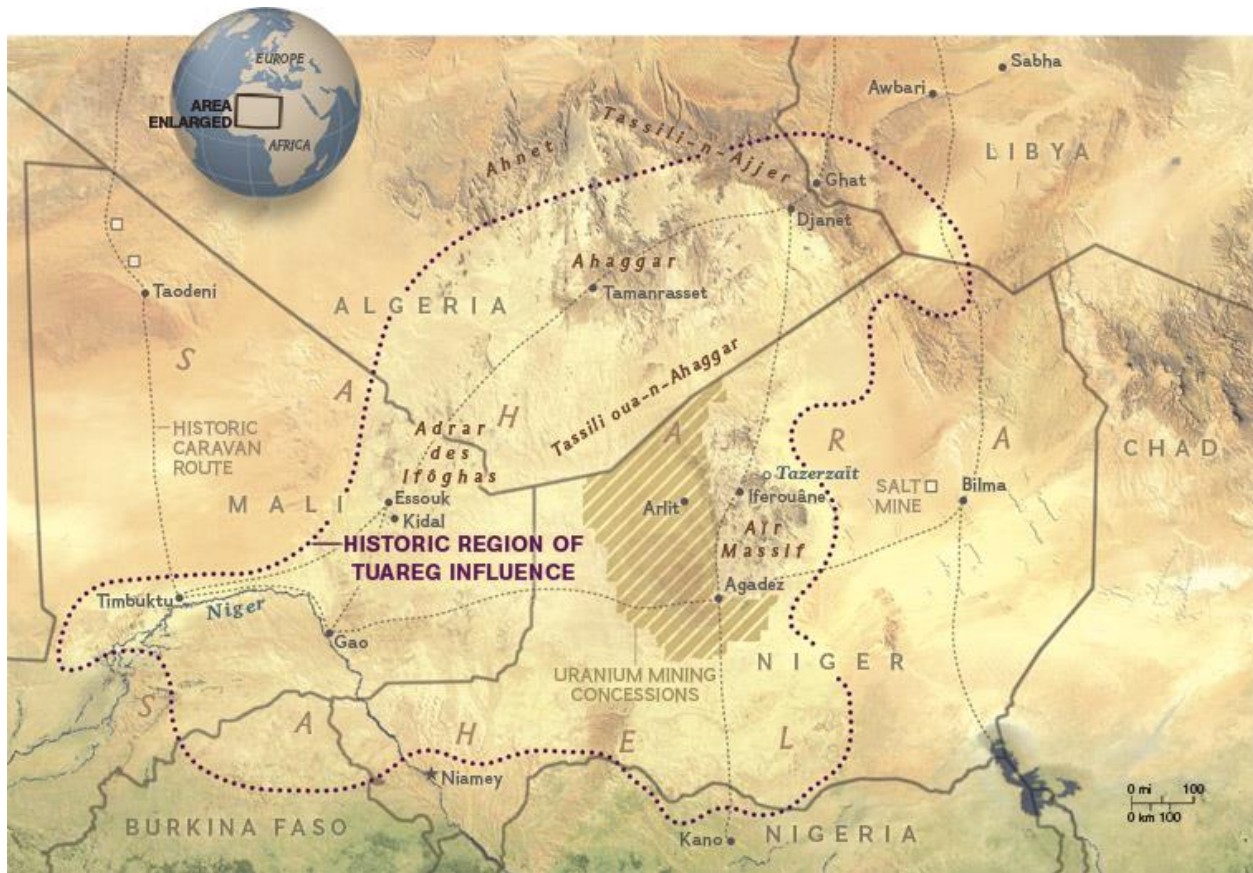 EUROPE
AREA
ENLARGED
AFRICA
Sabha
Awbari
Tassili-n-Ajjer
Ahnet
LIBYA
Ghat
Djanet
Ahaggar
Taodeni
Tamanrasset
ALGERIA
SAHARA
Tassili oua-n-Ahaggar
HISTORIC
CARAVAN
ROUTE
Adrar
des
Ifôghas
CHAD
MALI
Essouk
Kidal
Arlit
Tazerzaït
Iferouâne
SALT
MINE
Bilma
Aïr
Massif
HISTORIC REGION OF
TUAREG INFLUENCE
Timbuktu
Niger
Agadez
Gao
URANIUM MINING
CONCESSIONS
NIGER
SAHEL
Niamey
0 mi 100
0 km 100
BURKINA FASO
Kano
NIGERIA